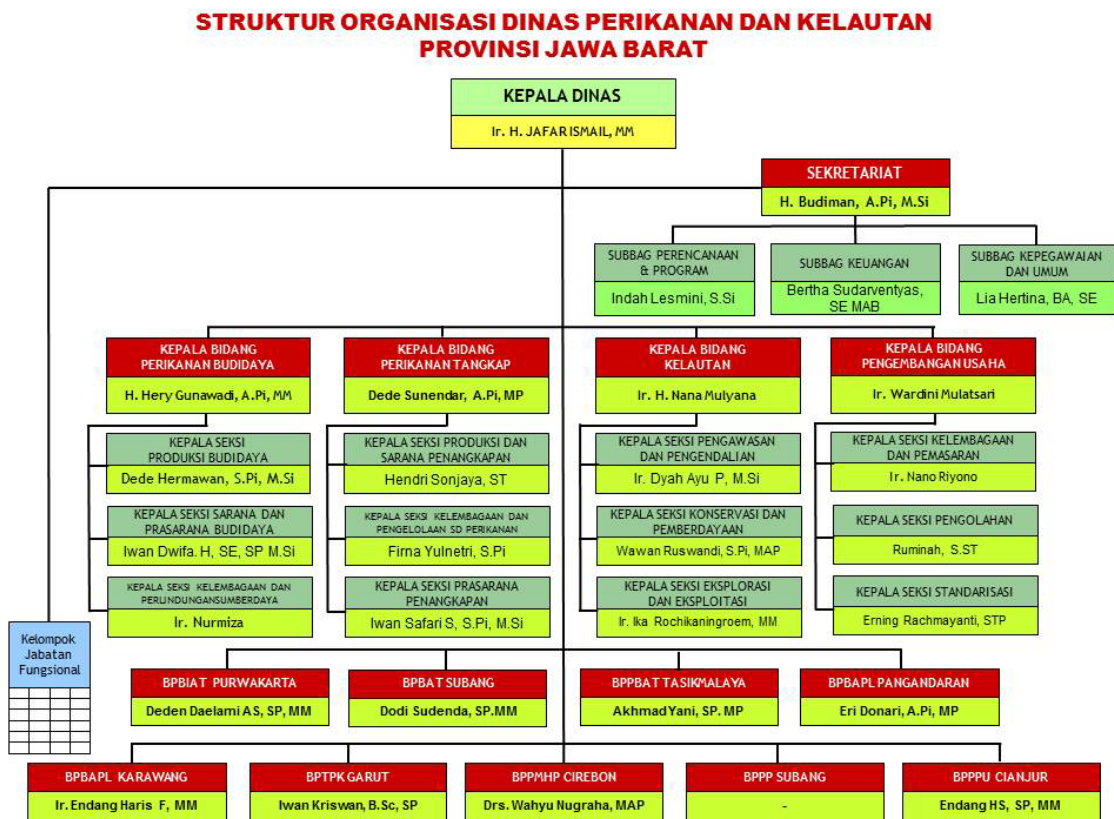 STRUKTUR ORGANISASI DINAS PERIKANAN DAN KELAUTAN
PROVINSI JAWA BARAT
KEPALA DINAS
Ir. H. JAFAR ISMAIL, MM
SEKRETARIAT
H. Budiman, A.Pi, M.Si
SUBBAG PERENCANAAN
& PROGRAM
Indah Lesmini, S.Si
SUBBAG KEUANGAN
Bertha Sudarventyas,
SE MAB
SUBBAG KEPEGAWAIAN
DAN UMUM
Lia Hertina, BA, SE
KEPALA BIDANG
PERIKANAN BUDIDAYA
H. Hery Gunawadi, A.Pi, MM
KEPALA SEKSI
PRODUKSI BUDIDAYA
Dede Hermawan, S.Pi, M.Si
KEPALA SEKSI SARANA DAN
PRASARANA BUDIDAYA
Iwan Dwifa. H, SE, SP M.Si
KEPALA SEKSI KELEMBAGAAN DAN
PERLINDUNGANSUMBERDAYA
Ir. Nurmiza
KEPALA BIDANG
PERIKANAN TANGKAP
Dede Sunendar, A.Pi, MP
KEPALA SEKSI PRODUKSI DAN
SARANA PENANGKAPAN
Hendri Sonjaya, ST
KEPALA SEKSI KELEMBAGAAN DAN
PENGELOLAAN SD PERIKANAN
Firna Yulnetri, S.Pi
KEPALA SEKSI PRASARANA
PENANGKAPAN
Iwan Safari S, S.Pi, M.Si
KEPALA BIDANG
KELAUTAN
Ir. H. Nana Mulyana
KEPALA SEKSI PENGAWASAN
DAN PENGENDALIAN
Ir. Dyah Ayu P, M.Si
KEPALA SEKSI KONSERVASI DAN
PEMBERDAYAAN
Wawan Ruswandi, S.Pi, MAP
KEPALA SEKSI EKSPLORASI
DAN EKSPLOITASI
Ir. Ika Rochikaningroem, MM
KEPALA BIDANG
PENGEMBANGAN USAHA
Ir. Wardini Mulatsari
KEPALA SEKSI KELEMBAGAAN
DAN PEMASARAN
Ir. Nano Riyono
KEPALA SEKSI PENGOLAHAN
Ruminah, S.ST
KEPALA SEKSI STANDARISASI
Erning Rachmayanti, STP
Kelompok
Jabatan
Fungsional
BPBIAT PURWAKARTA
Deden Daelami AS, SP, MM
BPBAT SUBANG
Dodi Sudenda, SP.MM
BPPBAT TASIKMALAYA
Akhmad Yani, SP. MP
BPBAPL PANGANDARAN
Eri Donari, A.Pi, MP
BPBAPL KARAWANG
Ir. Endang Haris F, MM
BPTPK GARUT
Iwan Kriswan, B.Sc, SP
BPPMHP CIREBON
Drs. Wahyu Nugraha, MAP
BPPP SUBANG
-
BPPPU CIANJUR
Endang HS, SP, MM